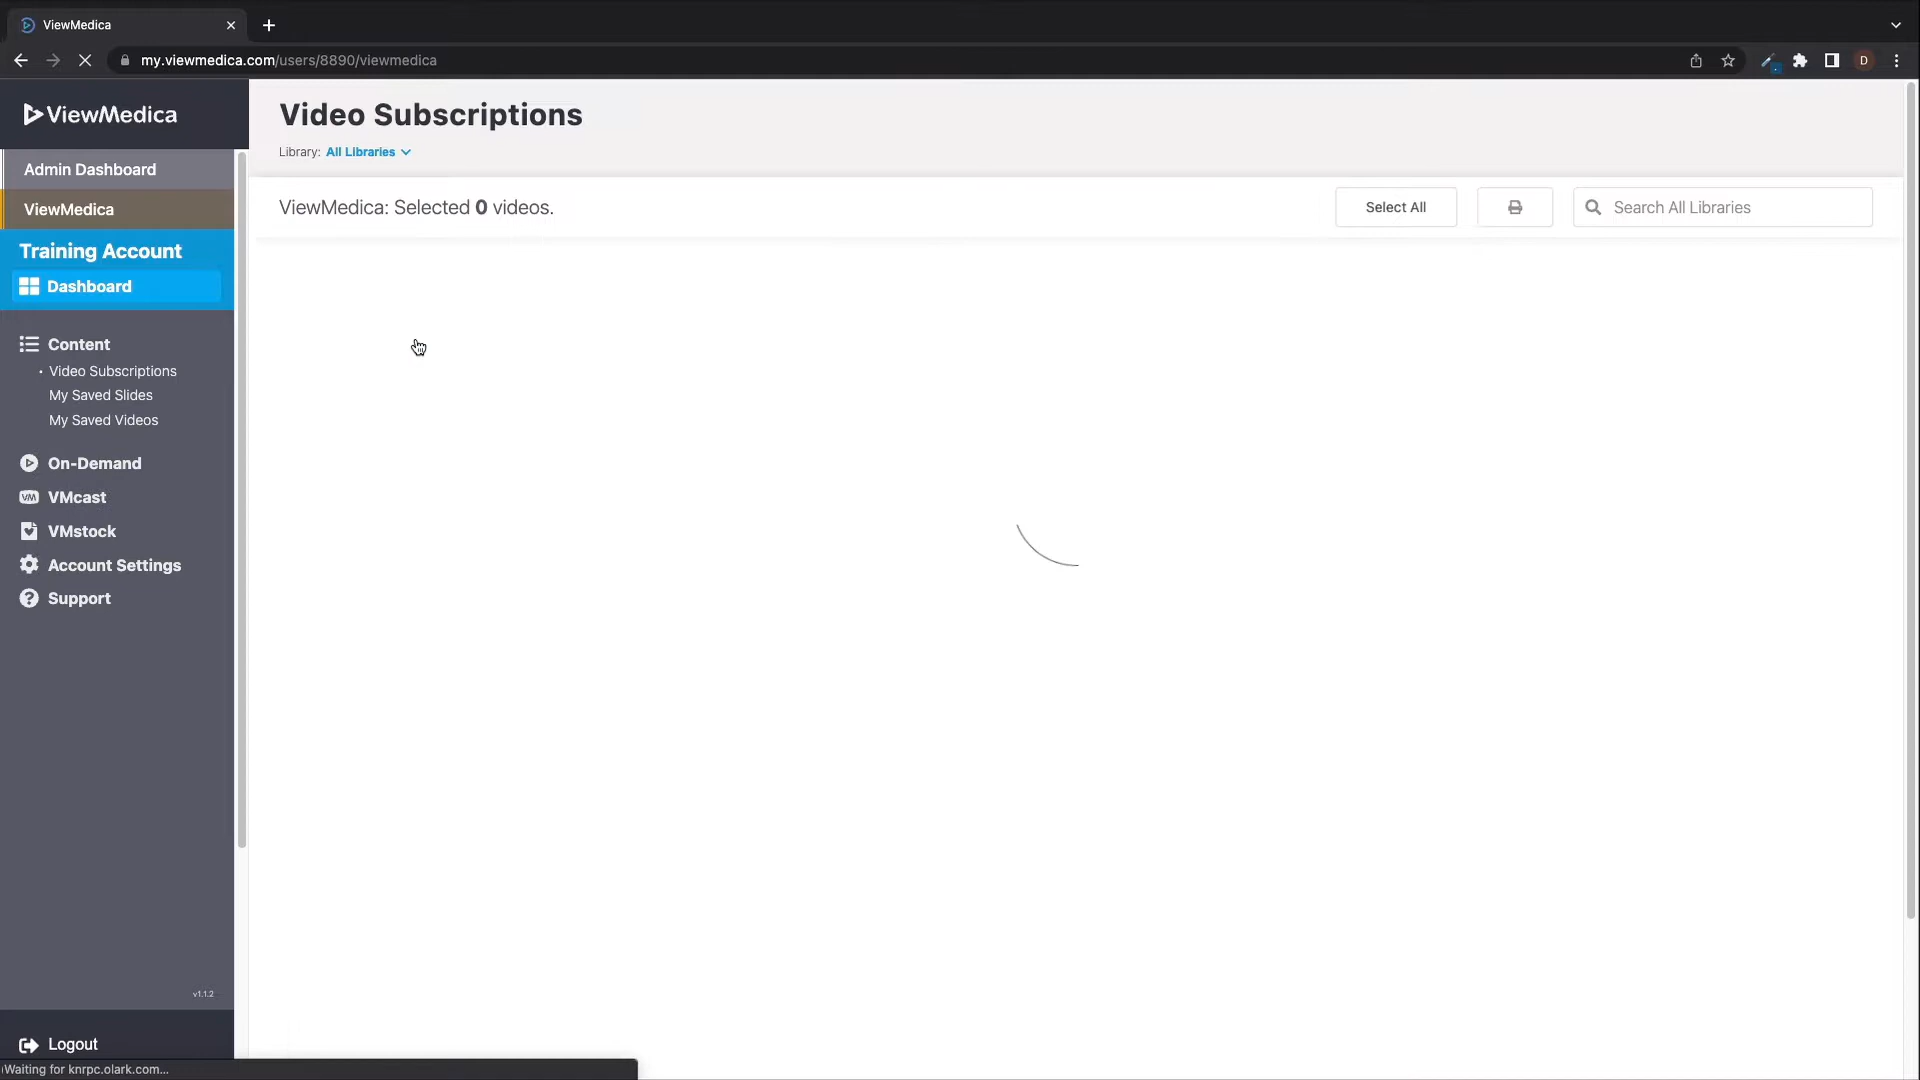 ViewMedica
my.viewmedica.com/users/8890/viewmedica
D
ViewMedica
Admin Dashboard
ViewMedica
Training Account
Dashboard
Content
Video Subscriptions
My Saved Slides
My Saved Videos
On-Demand
VM VMcast
VMstock
Account Settings
Support
v1.1.2
Logout
Waiting for knrpc.olark.com...
Video Subscriptions
Library: All Libraries
ViewMedica: Selected 0 videos.
Select All
Search All Libraries